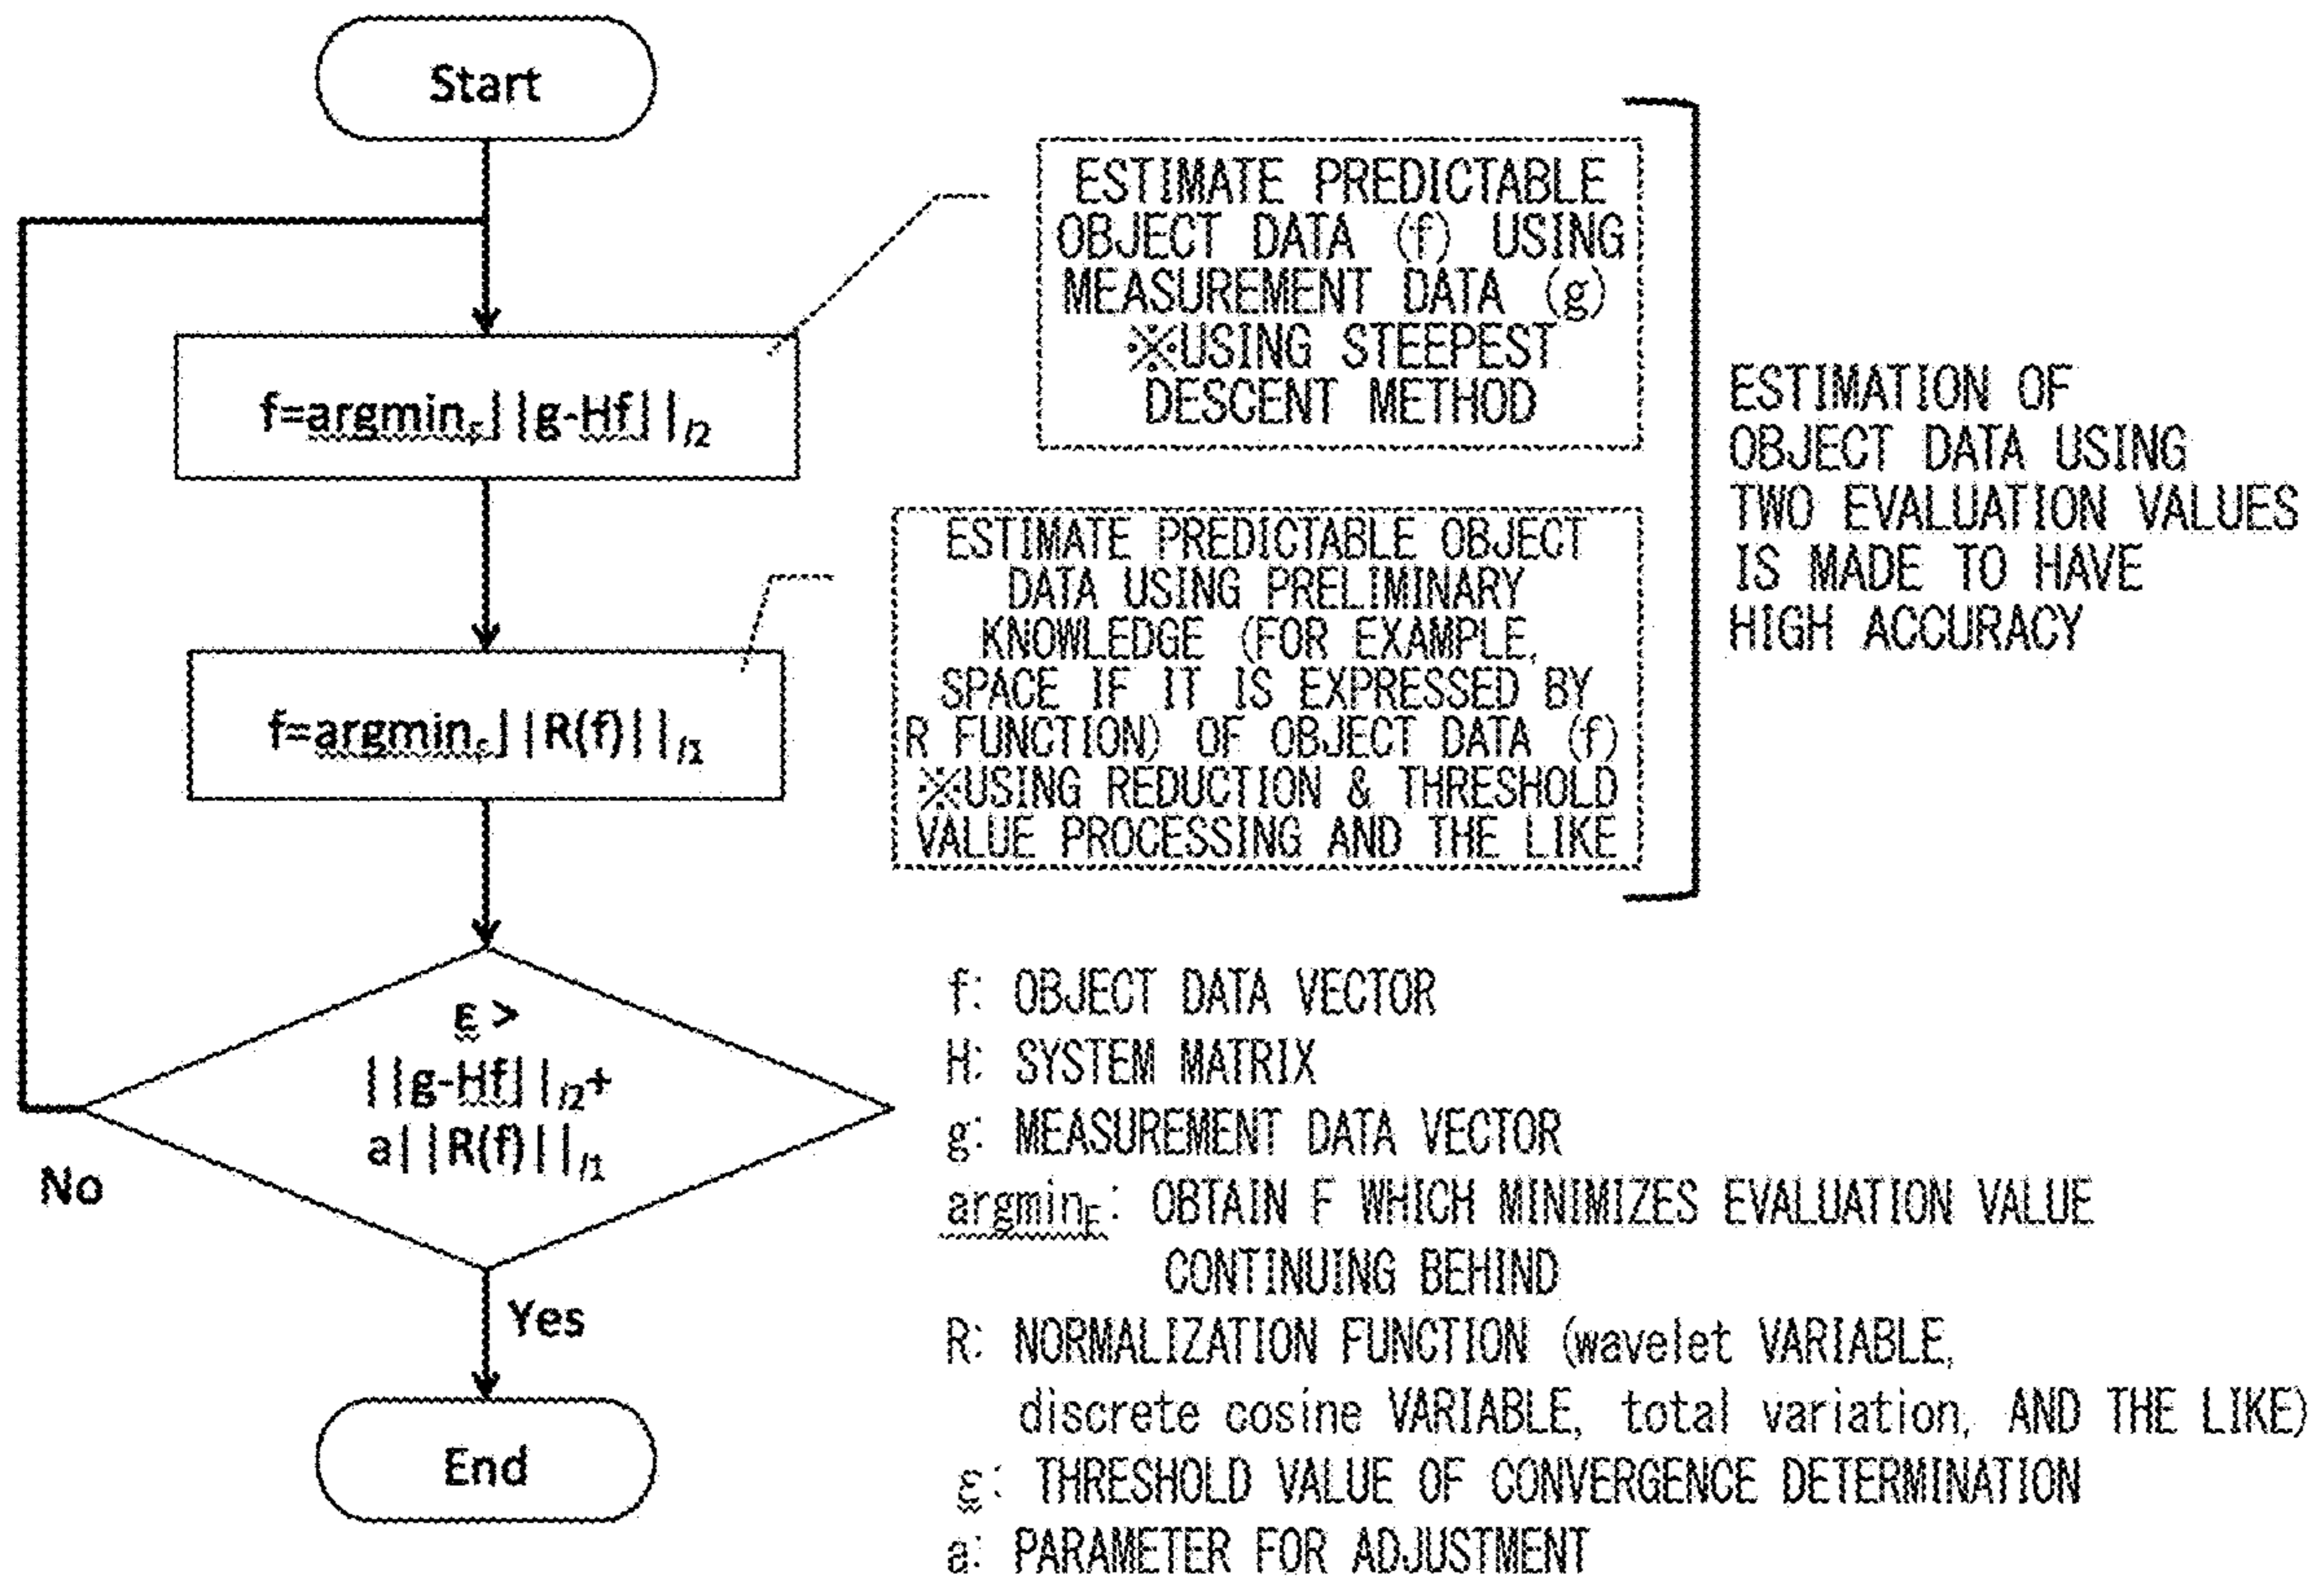 Start
f=argminF||g-Hf||l2
f=argminF||R(f)||l1
ε >
||g-Hf||l2+
a||R(f)||l1
No
Yes
End
ESTIMATE PREDICTABLE
OBJECT DATA (f) USING
MEASUREMENT DATA (g)
※USING STEEPEST
DESCENT METHOD
ESTIMATE PREDICTABLE OBJECT
DATA USING PRELIMINARY
KNOWLEDGE (FOR EXAMPLE,
SPACE IF IT IS EXPRESSED BY
R FUNCTION) OF OBJECT DATA (f)
※USING REDUCTION & THRESHOLD
VALUE PROCESSING AND THE LIKE
ESTIMATION OF
OBJECT DATA USING
TWO EVALUATION VALUES
IS MADE TO HAVE
HIGH ACCURACY
f: OBJECT DATA VECTOR
H: SYSTEM MATRIX
g: MEASUREMENT DATA VECTOR
argminF: OBTAIN F WHICH MINIMIZES EVALUATION VALUE
CONTINUING BEHIND
R: NORMALIZATION FUNCTION (wavelet VARIABLE,
discrete cosine VARIABLE, total variation, AND THE LIKE)
ε: THRESHOLD VALUE OF CONVERGENCE DETERMINATION
a: PARAMETER FOR ADJUSTMENT